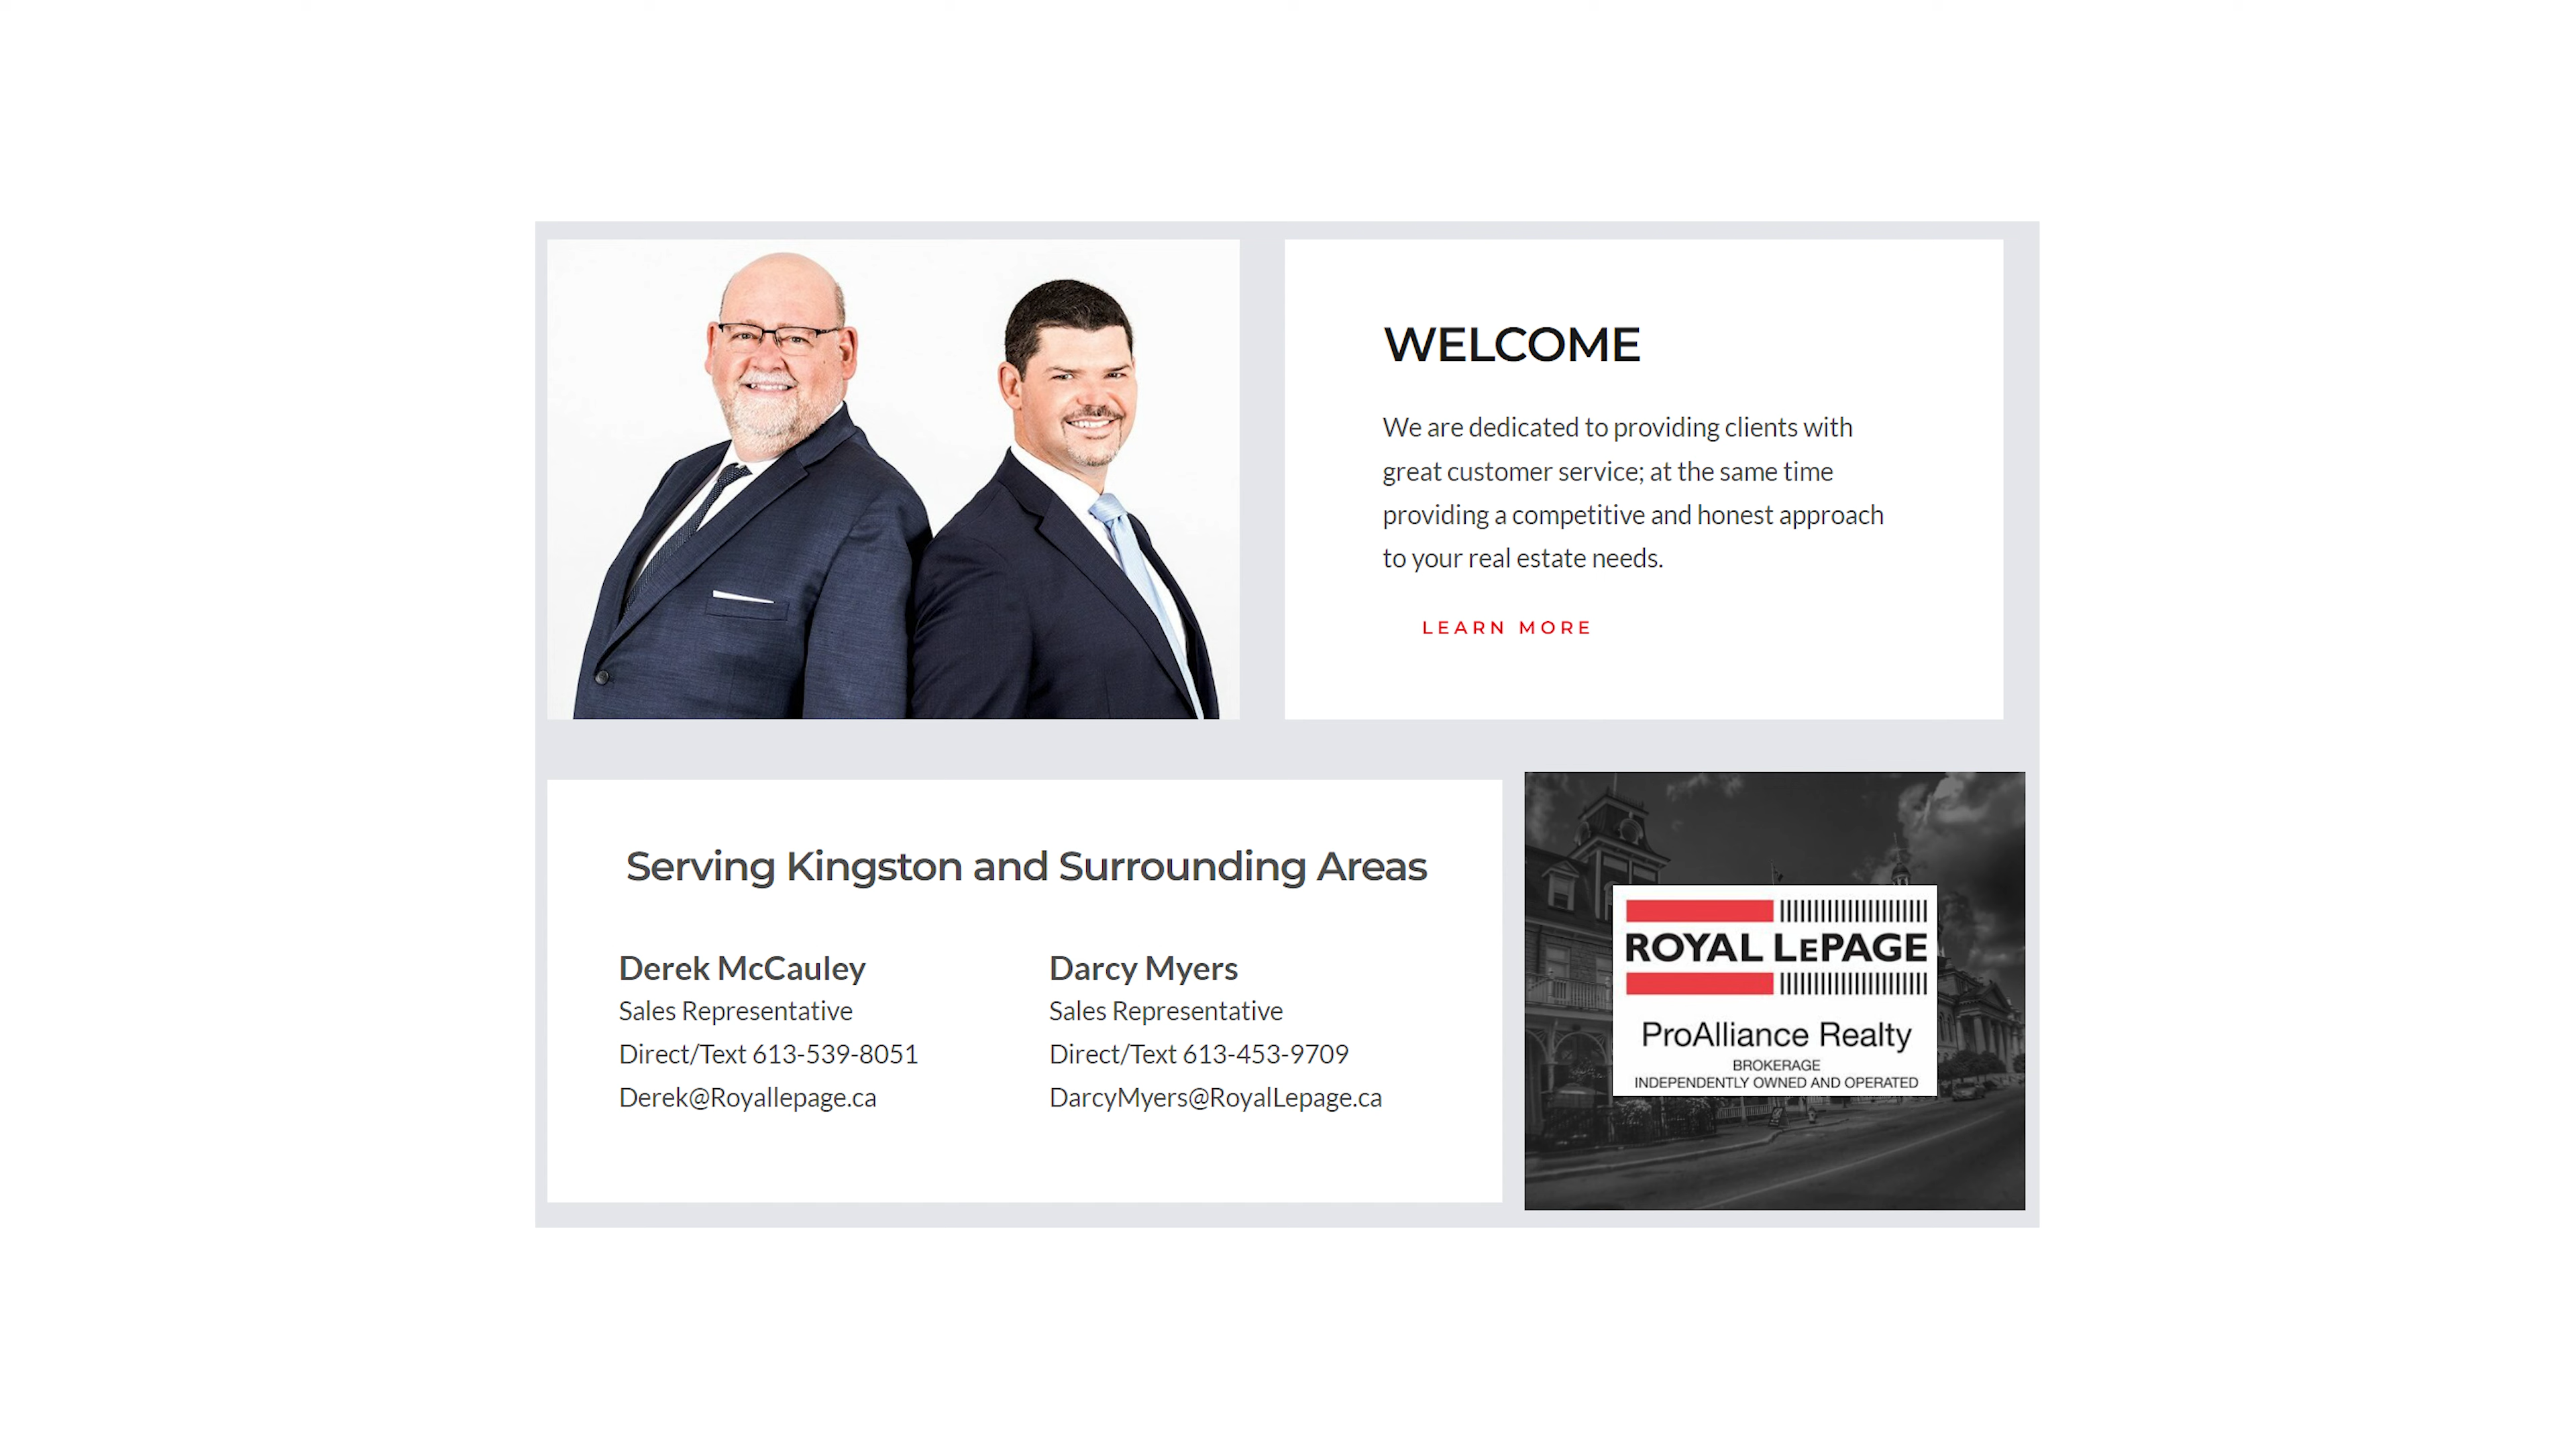 WELCOME
We are dedicated to providing clients with
great customer service; at the same time
providing a competitive and honest approach
to your real estate needs.
LEARN MORE
Serving Kingston and Surrounding Areas
Derek McCauley
Sales Representative
Direct/Text 613-539-8051
Derek@Royallepage.ca
Darcy Myers
Sales Representative
Direct/Text 613-453-9709
DarcyMyers@RoyalLepage.ca
ROYAL LEPAGE
ProAlliance Realty
BROKERAGE
INDEPENDENTLY OWNED AND OPERATED